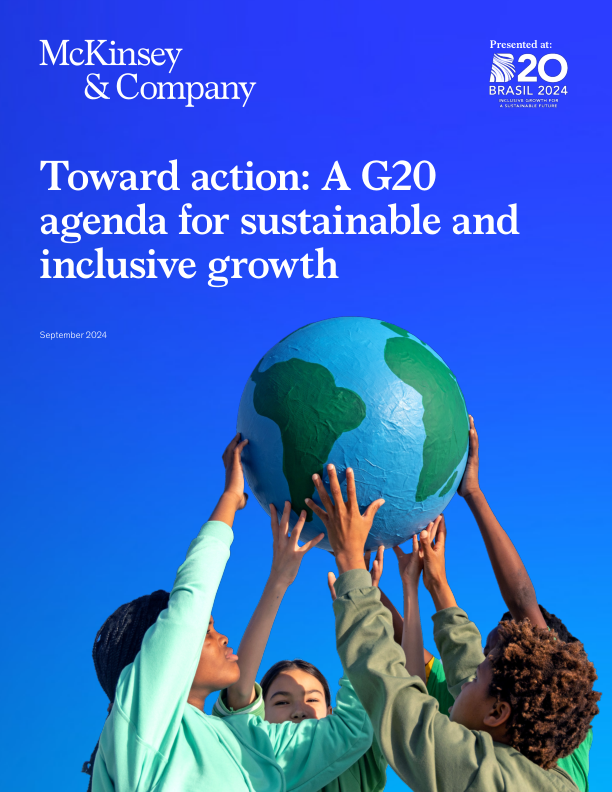 McKinsey
& Company
Presented at:
B20
BRASIL 2024
INCLUSIVE GROWTH FOR
A SUSTAINABLE FUTURE
Toward action: A G20
agenda for sustainable and
inclusive growth
September 2024